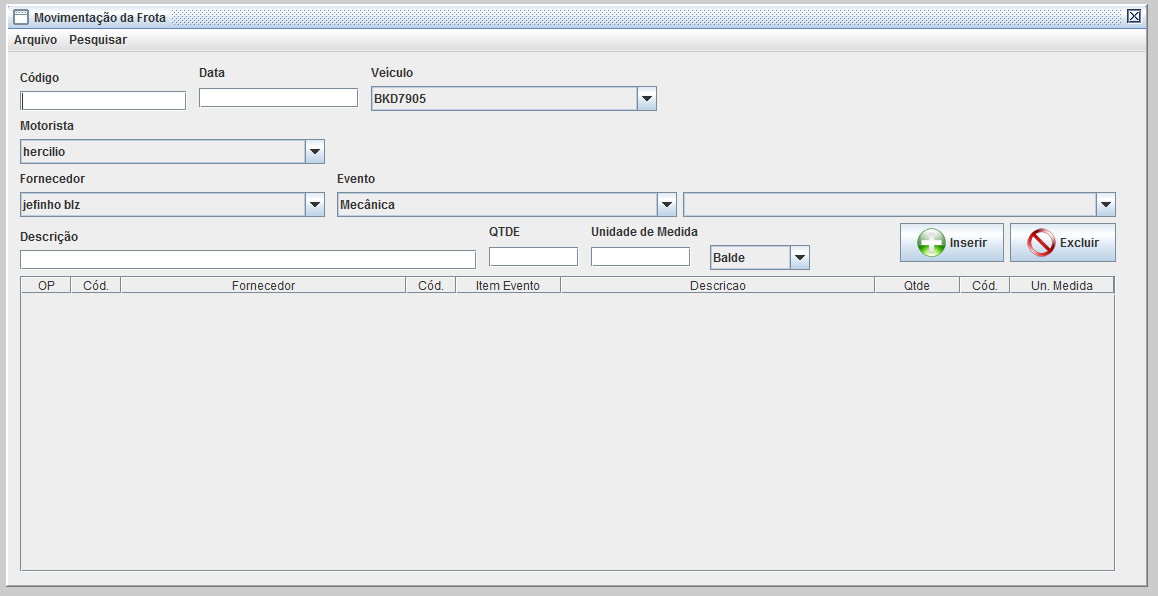 Movimentação da Frota
Arquivo Pesquisar
Código Data Veículo
BKD7905
Motorista
hercilio
Fornecedor Evento
jefinho blz Mecânica
Descrição QTDE Unidade de Medida
Balde Inserir Excluir
OP Cód. Fornecedor Cód. Item Evento Descricao Qtde Cód. Un. Medida